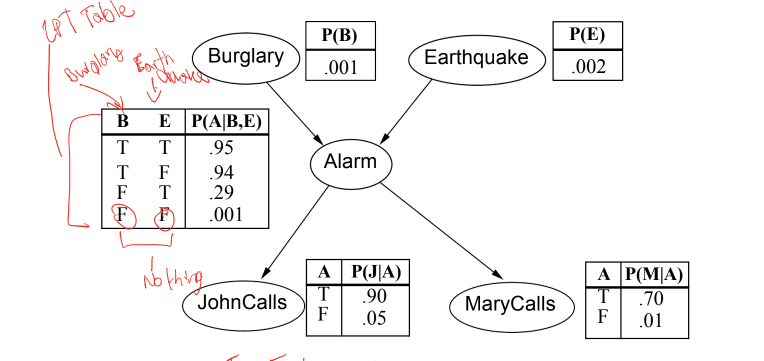 CPT Table
Burglary
Earth
Quake
Burglary
P(B)
.001
Earthquake
P(E)
.002
B E P(A|B,E)
T T .95
T F .94
F T .29
F F .001
Nothing
Alarm
JohnCalls
A P(J|A)
T .90
F .05
MaryCalls
A P(M|A)
T .70
F .01